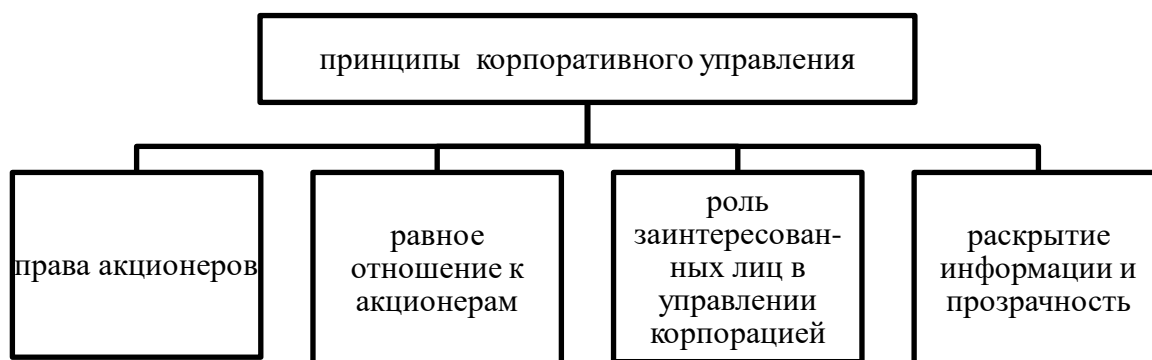 принципы корпоративного управления
права акционеров
равное
отношение к
акционерам
роль
заинтересован-
ных лиц в
управлении
корпорацией
раскрытие
информации и
прозрачность